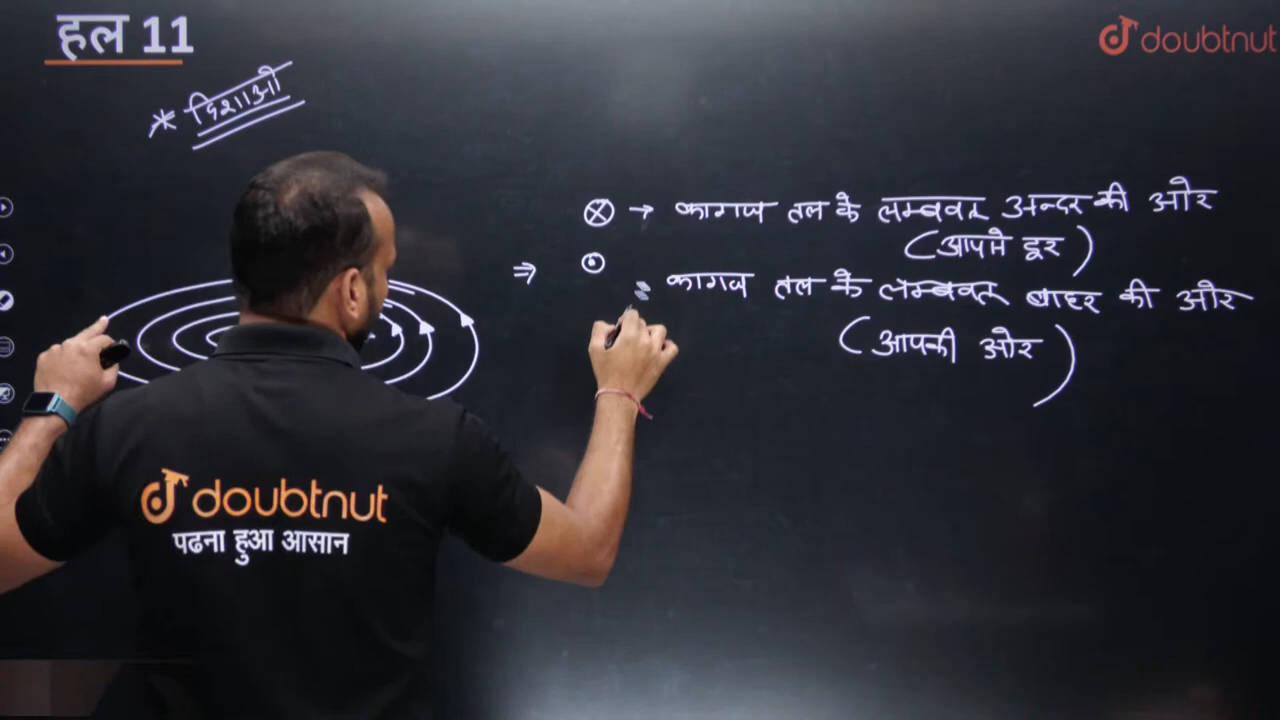 हल 11
doubtnut
* दिशाओ
⊗ → कागज तल के लम्बवत अन्दर की ओर
(आपसे दूर)
⇒ ⊙
: कागज तल के लम्बवत बाहर की ओर
(आपकी ओर)
doubtnut
पढना हुआ आसान